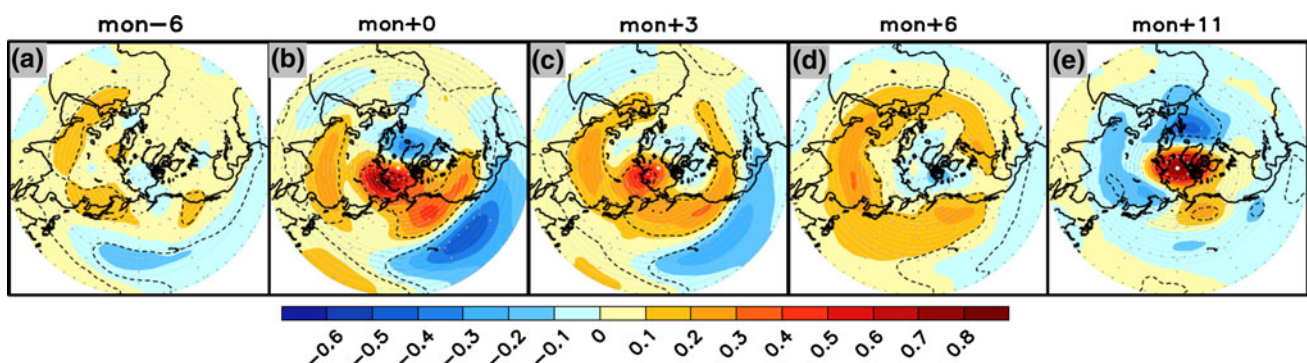 mon−6 mon+0 mon+3 mon+6 mon+11
(a) (b) (c) (d) (e)
−0.6 −0.5 −0.4 −0.3 −0.2 −0.1 0 0.1 0.2 0.3 0.4 0.5 0.6 0.7 0.8